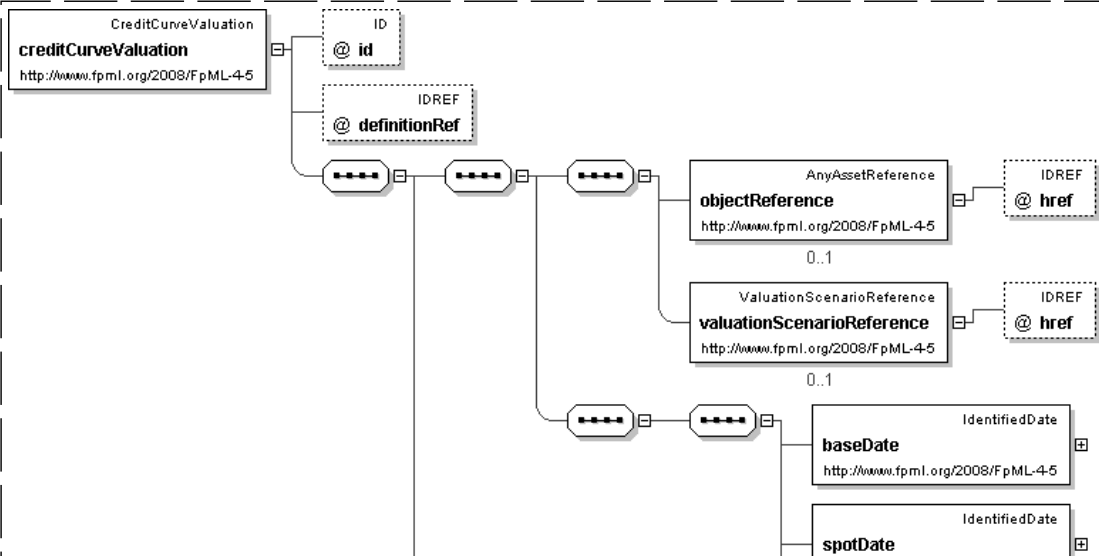 CreditCurveValuation
creditCurveValuation
http://www.fpml.org/2008/FpML-4-5
ID
@ id
IDREF
@ definitionRef
AnyAssetReference
objectReference
http://www.fpml.org/2008/FpML-4-5
0..1
IDREF
@ href
ValuationScenarioReference
valuationScenarioReference
http://www.fpml.org/2008/FpML-4-5
0..1
IDREF
@ href
IdentifiedDate
baseDate
http://www.fpml.org/2008/FpML-4-5
IdentifiedDate
spotDate